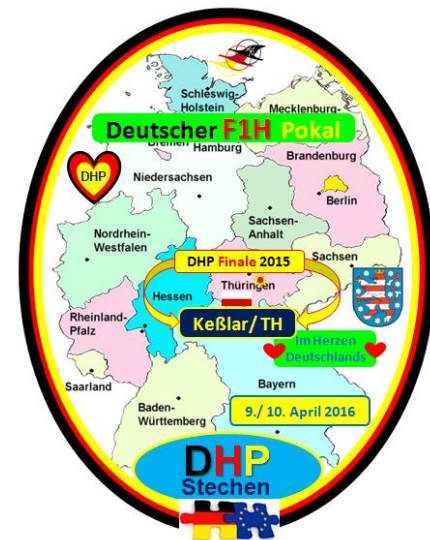 Schleswig-
Holstein
Mecklenburg-
Deutscher F1H Pokal
Bremen
Hamburg
Brandenburg
DHP
Niedersachsen
Berlin
Sachsen-
Anhalt
Nordrhein-
Westfalen
DHP Finale 2015
Sachsen
Thüringen
Hessen
Rheinland-
Pfalz
Keßlar/ TH
Im Herzen
Deutschlands
Saarland
Bayern
Baden-
Württemberg
9./ 10. April 2016
DHP
Stechen